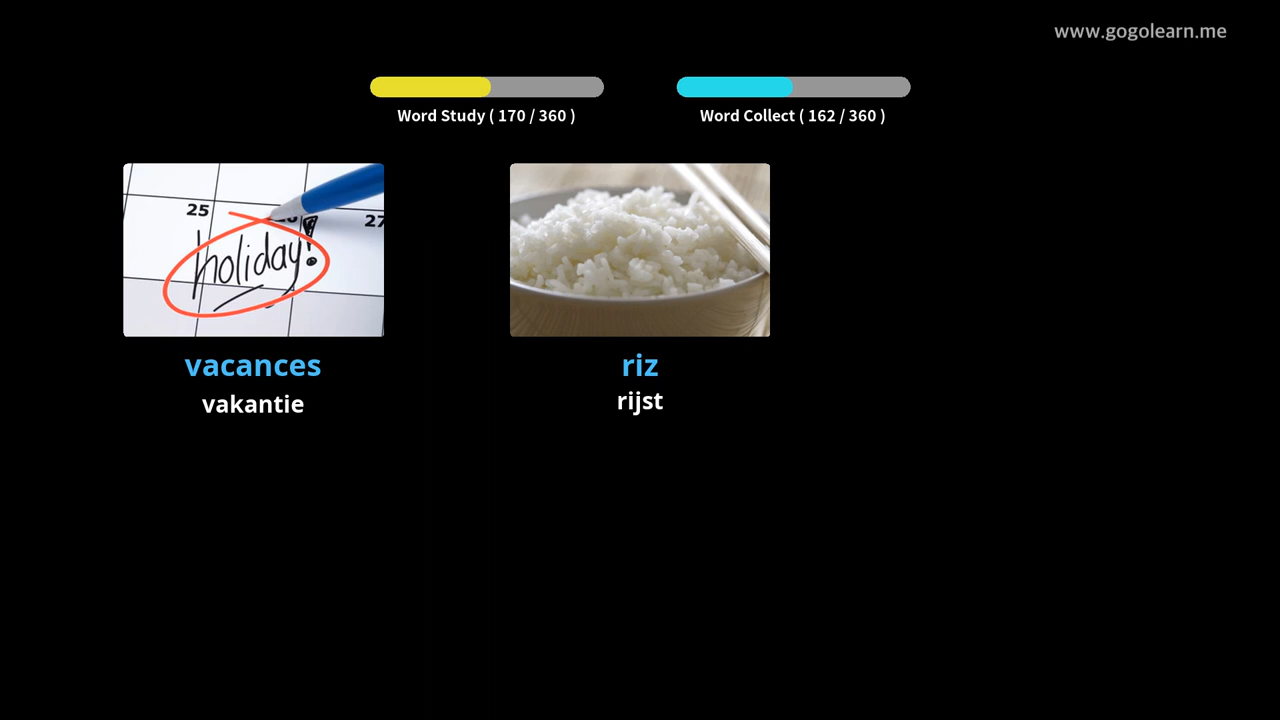 www.gogolearn.me
Word Study ( 170 / 360 )
Word Collect ( 162 / 360 )
25
27
holiday!
vacances
vakantie
riz
rijst